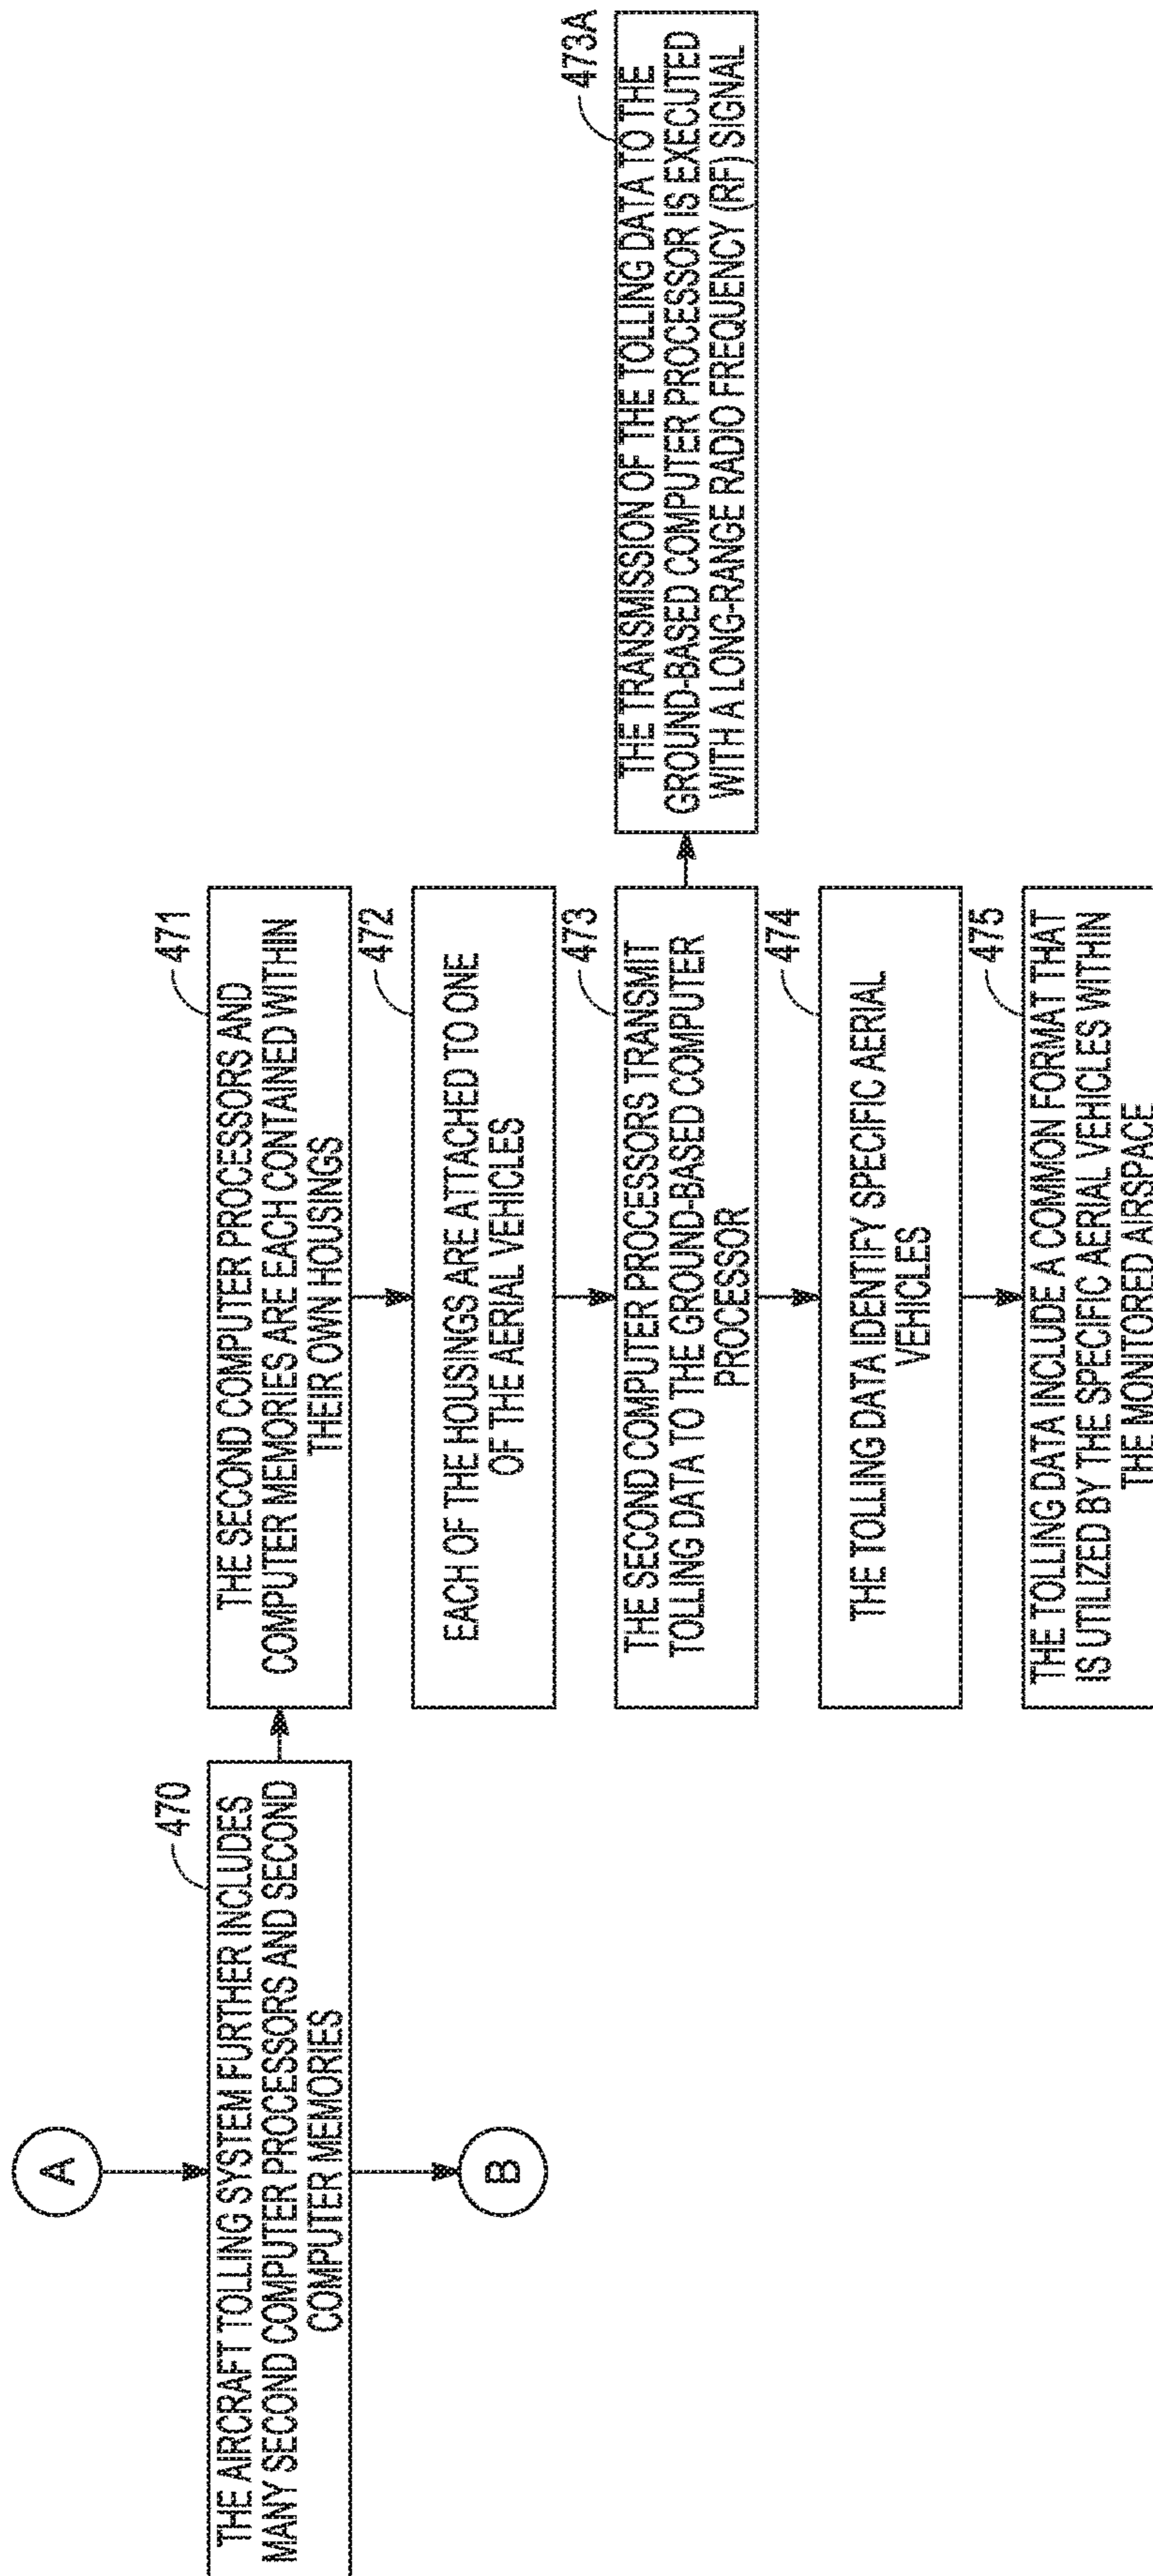 A
470
THE AIRCRAFT TOLLING SYSTEM FURTHER INCLUDES
MANY SECOND COMPUTER PROCESSORS AND SECOND
COMPUTER MEMORIES
B
471
THE SECOND COMPUTER PROCESSORS AND
COMPUTER MEMORIES ARE EACH CONTAINED WITHIN
THEIR OWN HOUSINGS
472
EACH OF THE HOUSINGS ARE ATTACHED TO ONE
OF THE AERIAL VEHICLES
473
THE SECOND COMPUTER PROCESSORS TRANSMIT
TOLLING DATA TO THE GROUND-BASED COMPUTER
PROCESSOR
473A
THE TRANSMISSION OF THE TOLLING DATA TO THE
GROUND-BASED COMPUTER PROCESSOR IS EXECUTED
WITH A LONG-RANGE RADIO FREQUENCY (RF) SIGNAL
474
THE TOLLING DATA IDENTIFY SPECIFIC AERIAL
VEHICLES
475
THE TOLLING DATA INCLUDE A COMMON FORMAT THAT
IS UTILIZED BY THE SPECIFIC AERIAL VEHICLES WITHIN
THE MONITORED AIRSPACE